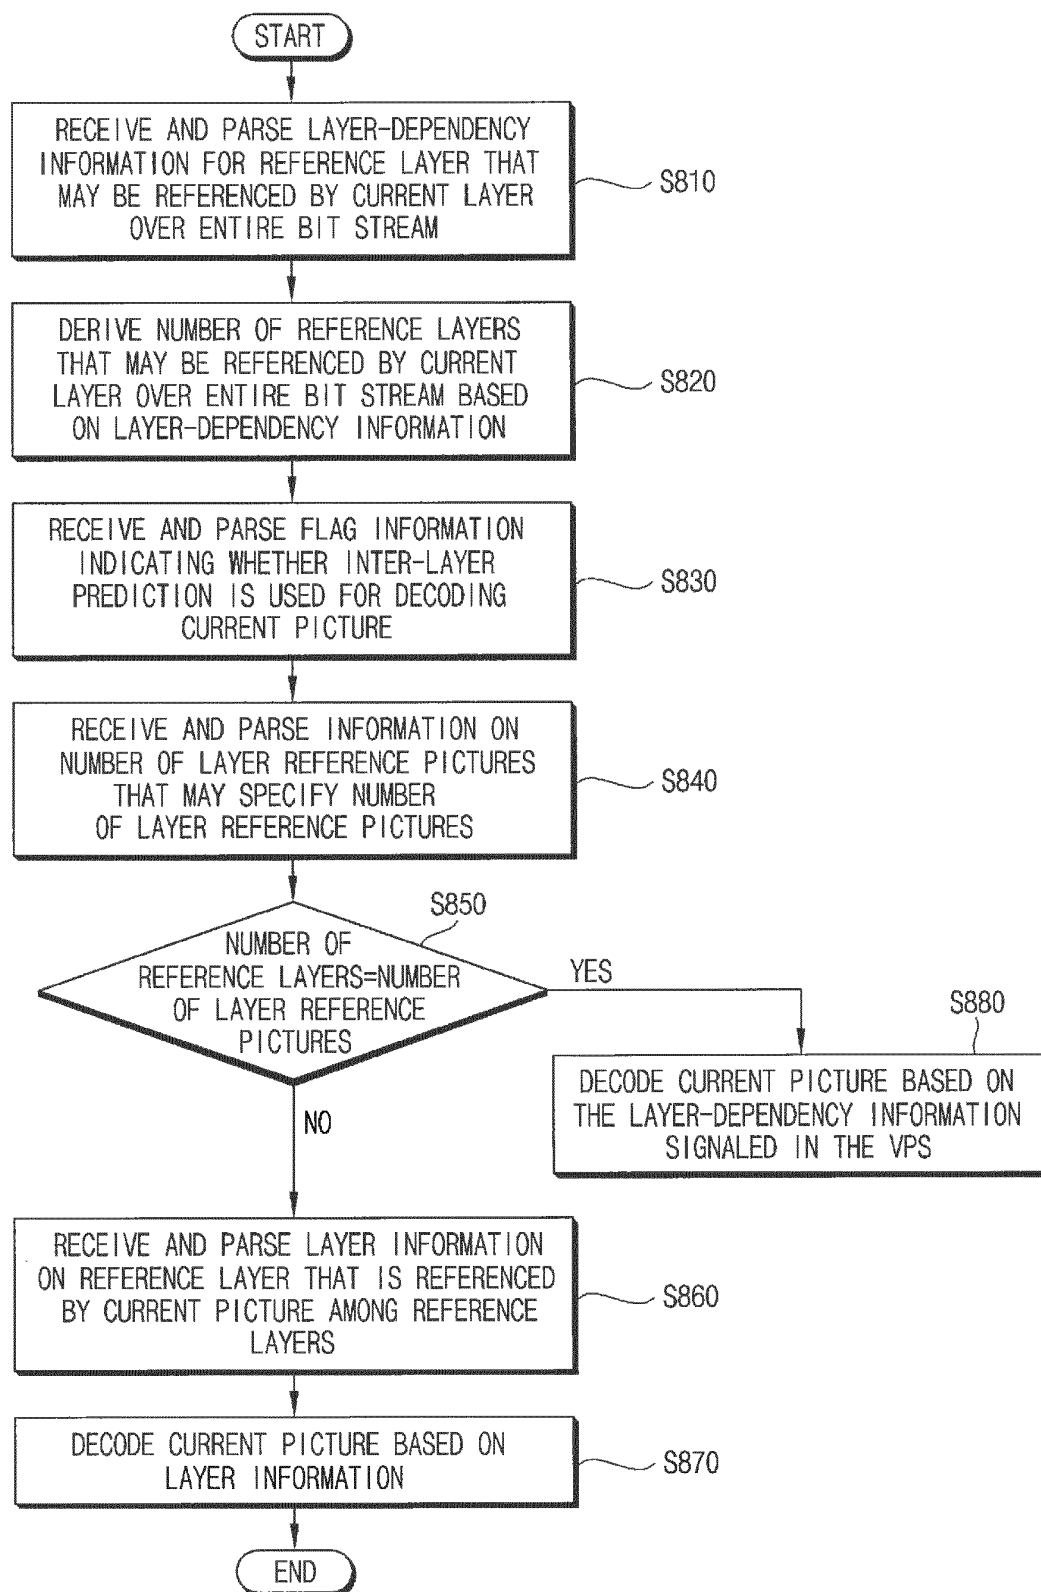 START
RECEIVE AND PARSE LAYER-DEPENDENCY
INFORMATION FOR REFERENCE LAYER THAT
MAY BE REFERENCED BY CURRENT LAYER
OVER ENTIRE BIT STREAM
S810
DERIVE NUMBER OF REFERENCE LAYERS
THAT MAY BE REFERENCED BY CURRENT
LAYER OVER ENTIRE BIT STREAM BASED
ON LAYER-DEPENDENCY INFORMATION
S820
RECEIVE AND PARSE FLAG INFORMATION
INDICATING WHETHER INTER-LAYER
PREDICTION IS USED FOR DECODING
CURRENT PICTURE
S830
RECEIVE AND PARSE INFORMATION ON
NUMBER OF LAYER REFERENCE PICTURES
THAT MAY SPECIFY NUMBER
OF LAYER REFERENCE PICTURES
S840
S850
NUMBER OF
REFERENCE LAYERS=NUMBER
OF LAYER REFERENCE
PICTURES
YES
S880
DECODE CURRENT PICTURE BASED ON
THE LAYER-DEPENDENCY INFORMATION
SIGNALED IN THE VPS
NO
RECEIVE AND PARSE LAYER INFORMATION
ON REFERENCE LAYER THAT IS REFERENCED
BY CURRENT PICTURE AMONG REFERENCE
LAYERS
S860
DECODE CURRENT PICTURE BASED ON
LAYER INFORMATION
S870
END